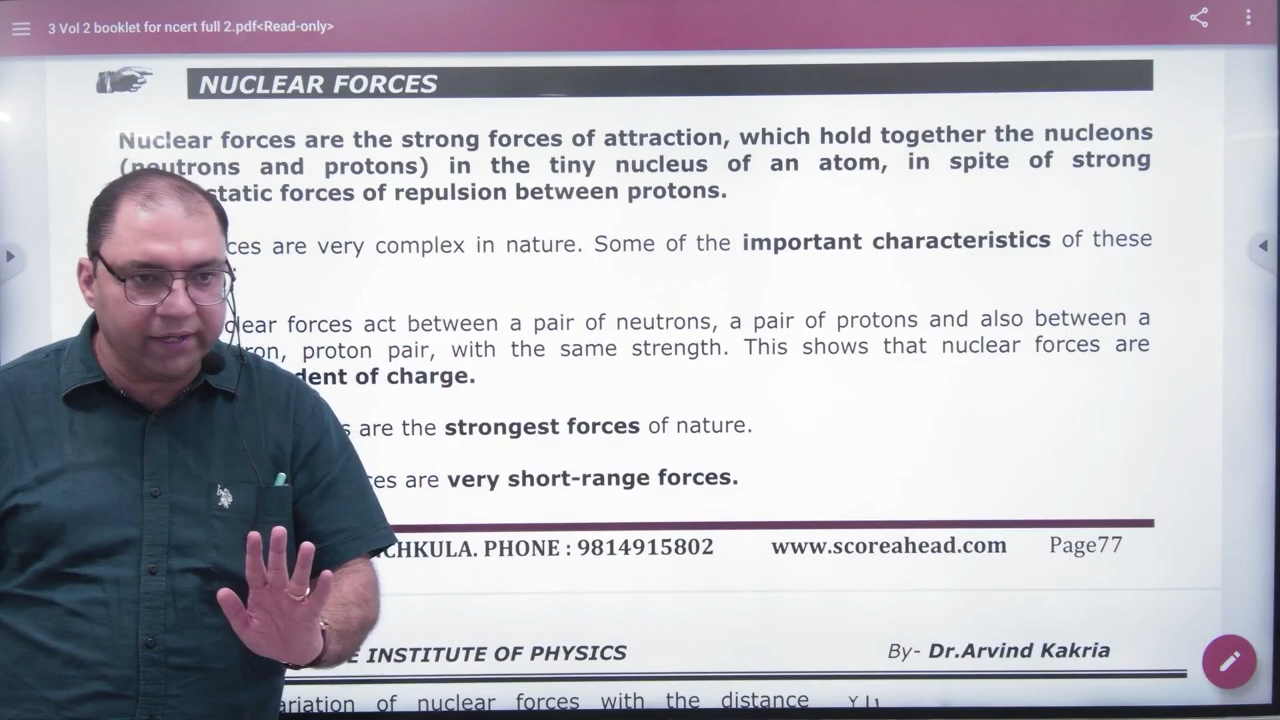 3 Vol 2 booklet for ncert full 2.pdf<Read-only>
NUCLEAR FORCES
Nuclear forces are the strong forces of attraction, which hold together the nucleons
(neutrons and protons) in the tiny nucleus of an atom, in spite of strong
static forces of repulsion between protons.
ces are very complex in nature. Some of the important characteristics of these
clear forces act between a pair of neutrons, a pair of protons and also between a
ron, proton pair, with the same strength. This shows that nuclear forces are
dent of charge.
s are the strongest forces of nature.
ces are very short-range forces.
CHKULA. PHONE : 9814915802 www.scoreahead.com Page77
E INSTITUTE OF PHYSICS By- Dr.Arvind Kakria
ariation of nuclear forces with the distance